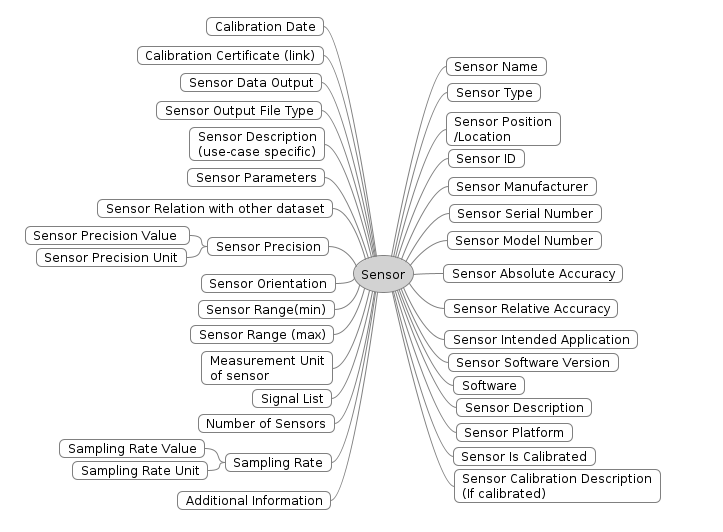 Calibration Date
Calibration Certificate (link)
Sensor Data Output
Sensor Output File Type
Sensor Description
(use-case specific)
Sensor Parameters
Sensor Relation with other dataset
Sensor Precision Value
Sensor Precision Unit
Sensor Precision
Sensor Orientation
Sensor Range(min)
Sensor Range (max)
Measurement Unit
of sensor
Signal List
Number of Sensors
Sampling Rate Value
Sampling Rate Unit
Sampling Rate
Additional Information
Sensor
Sensor Name
Sensor Type
Sensor Position
/Location
Sensor ID
Sensor Manufacturer
Sensor Serial Number
Sensor Model Number
Sensor Absolute Accuracy
Sensor Relative Accuracy
Sensor Intended Application
Sensor Software Version
Software
Sensor Description
Sensor Platform
Sensor Is Calibrated
Sensor Calibration Description
(If calibrated)